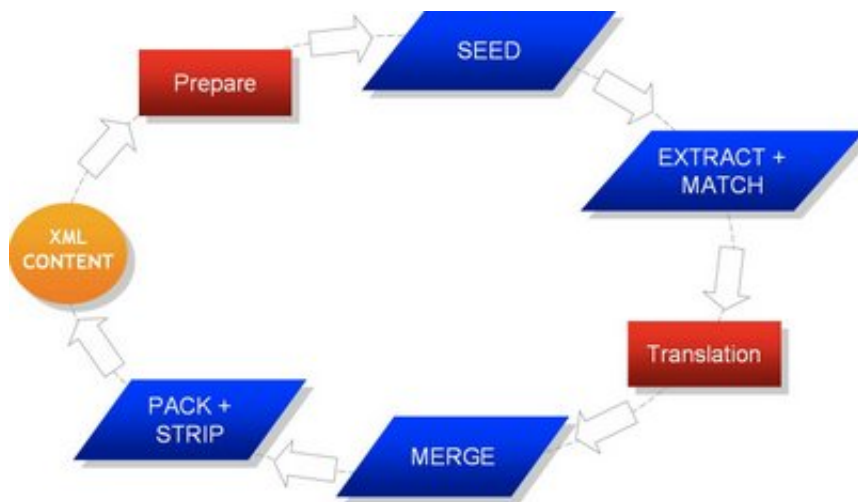 SEED
Prepare
EXTRACT +
MATCH
XML
CONTENT
Translation
PACK +
STRIP
MERGE